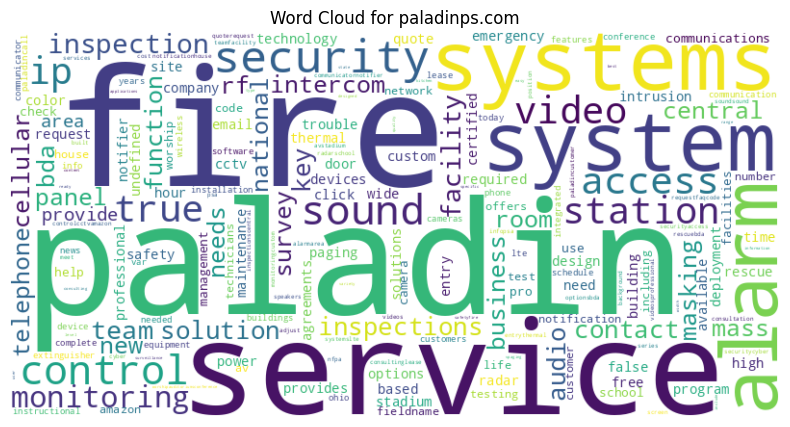 Word Cloud for paladinps.com
fire
paladin
service
systems
system
alarm
security
inspection
ip
rf
intercom
video
central
access
station
sound
control
monitoring
true
panel
provide
bda
cellular
telephone
area
request
color
check
site
company
function
worship
notifier
undefined
hour
safety
professional
national
code
email
cctv
software
wireless
technology
quote
emergency
communications
communication
conference
features
network
intrusion
number
trouble
thermal
door
devices
click
key
survey
custom
wide
facility
certified
required
offers
room
today
lease
phone
integrated
cameras
paging
camera
entry
solutions
agreements
maintenance
technicians
management
needs
installation
team
solution
new
help
news
info
house
years
var
needed
device
complete
equipment
extinguisher
instructional
amazon
power
av
buildings
adjust
inspections
customers
options
based
provides
stadium
fieldname
ohio
nfpa
life
radar
testing
test
pro
business
audio
customer
notification
contact
mass
masking
available
deployment
including
building
facilities
design
schedule
use
need
time
rescue
false
free
school
program
high
series
consultation
videos
speakers
services
communicator
background